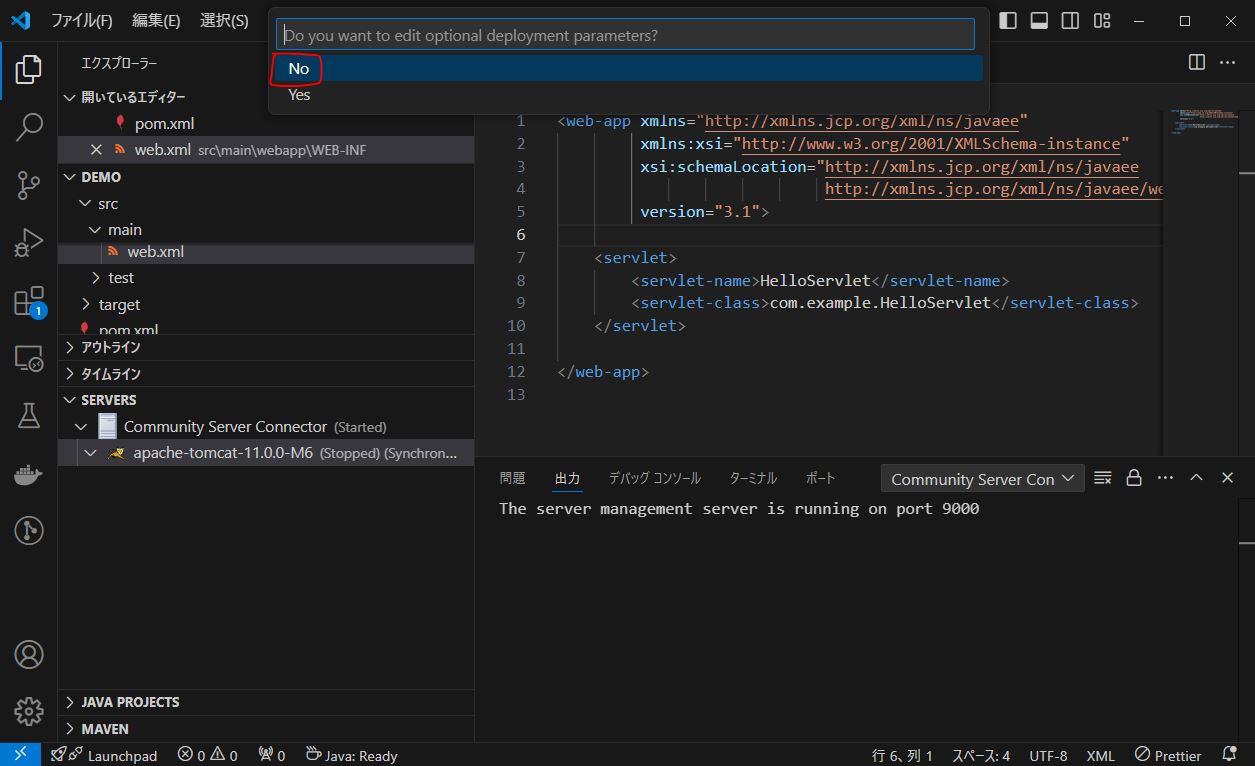 ファイル(F) 編集(E) 選択(S)
Do you want to edit optional deployment parameters?
No
Yes
エクスプローラー
開いているエディター
pom.xml
web.xml src\main\webapp\WEB-INF
DEMO
src
main
web.xml
test
target
pom.xml
アウトライン
タイムライン
SERVERS
Community Server Connector (Started)
apache-tomcat-11.0.0-M6 (Stopped) (Synchron...
JAVA PROJECTS
MAVEN
1
1 <web-app xmlns="http://xmlns.jcp.org/xml/ns/javaee"
2 xmlns:xsi="http://www.w3.org/2001/XMLSchema-instance"
3 xsi:schemaLocation="http://xmlns.jcp.org/xml/ns/javaee
4 http://xmlns.jcp.org/xml/ns/javaee/we
5 version="3.1">
6
7 <servlet>
8 <servlet-name>HelloServlet</servlet-name>
9 <servlet-class>com.example.HelloServlet</servlet-class>
10 </servlet>
11
12 </web-app>
13
問題 出力 デバッグ コンソール ターミナル ポート Community Server Con
The server management server is running on port 9000
Launchpad 0 0 0 Java: Ready 行 6、列 1 スペース: 4 UTF-8 XML Prettier